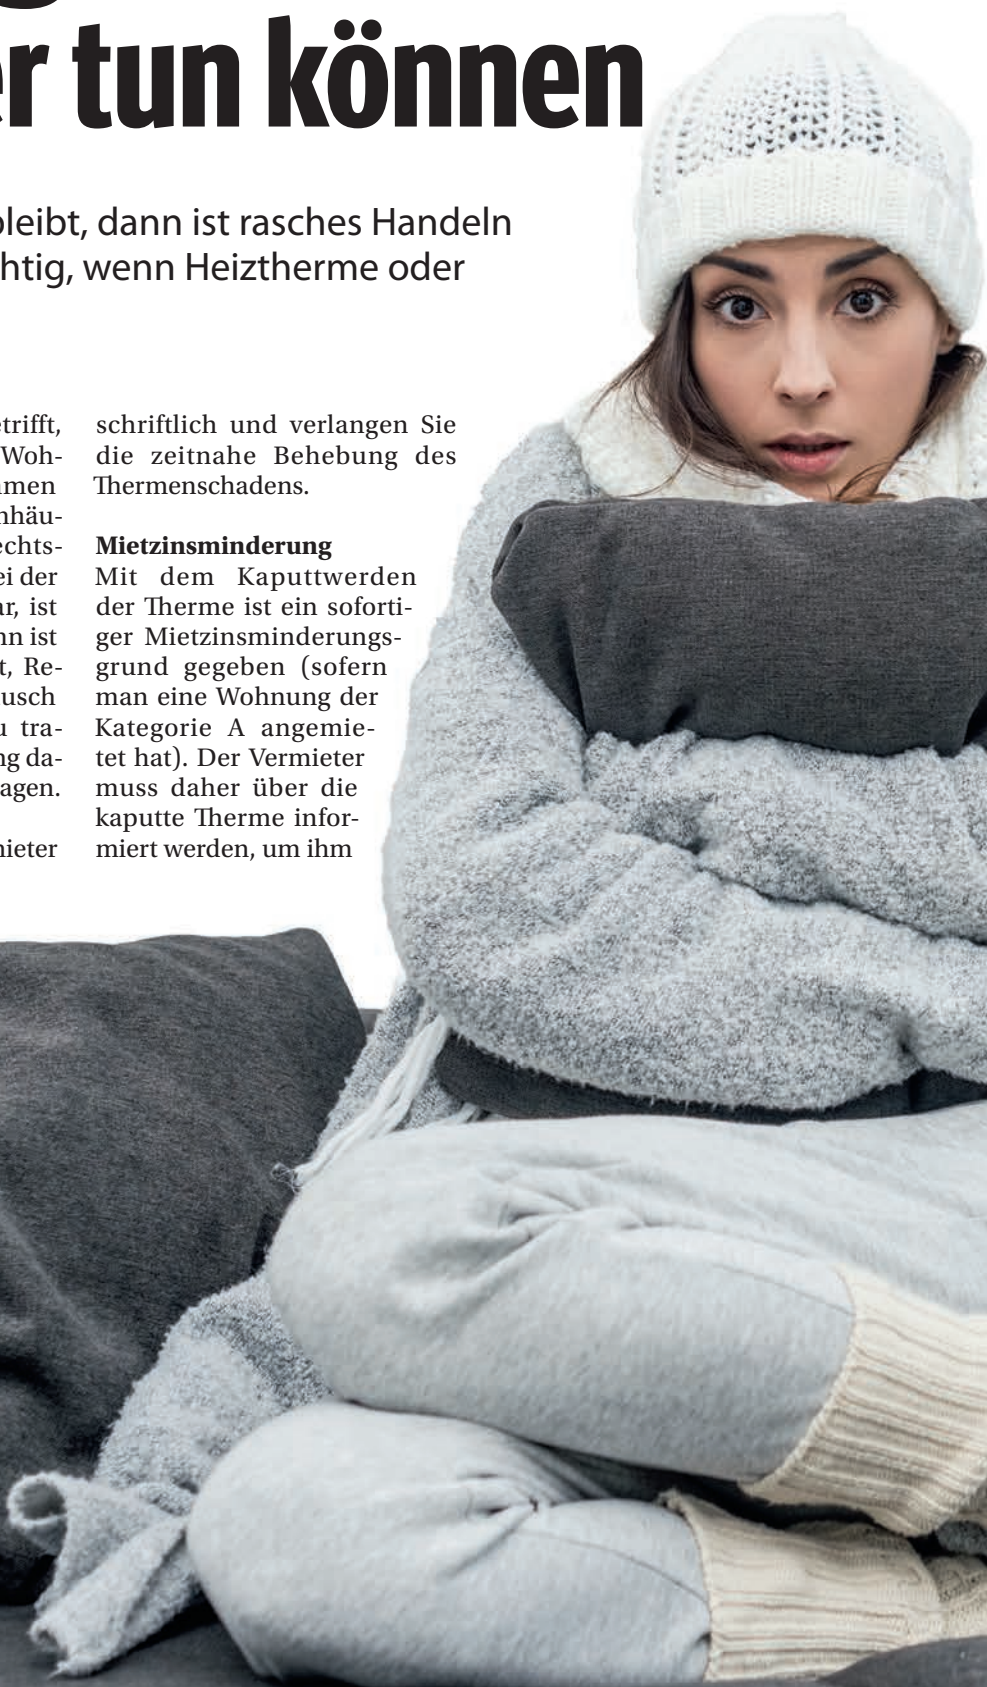 er tun können
bleibt, dann ist rasches Handeln
htig, wenn Heiztherme oder
etrifft,
Woh-
men
nhäu-
echts-
ei der
ar, ist
nn ist
t, Re-
usch
u tra-
ng da-
agen.
nieter
schriftlich und verlangen Sie
die zeitnahe Behebung des
Thermenschadens.
Mietzinsminderung
Mit dem Kaputtwerden
der Therme ist ein soforti-
ger Mietzinsminderungs-
grund gegeben (sofern
man eine Wohnung der
Kategorie A angemie-
tet hat). Der Vermieter
muss daher über die
kaputte Therme infor-
miert werden, um ihm